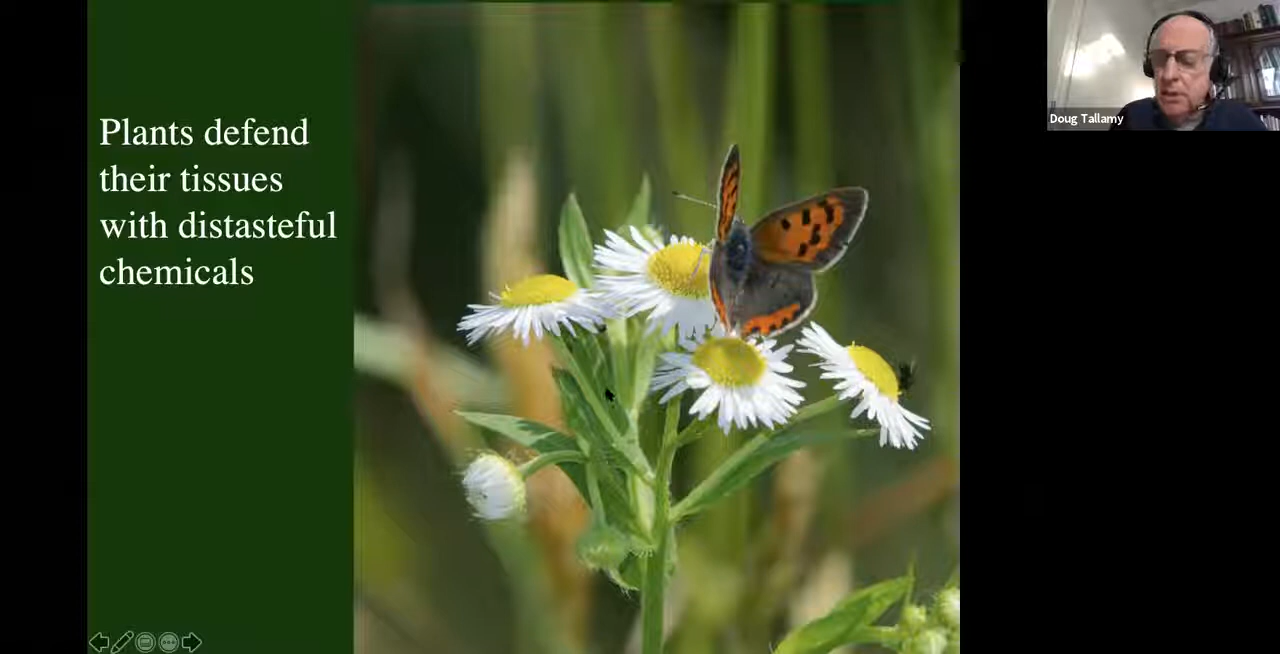 Plants defend
their tissues
with distasteful
chemicals
Doug Tallamy